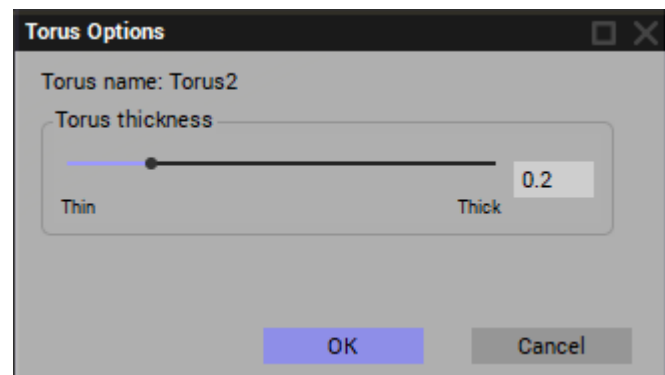 Torus Options
Torus name: Torus2
Torus thickness
0.2
Thin Thick
OK Cancel